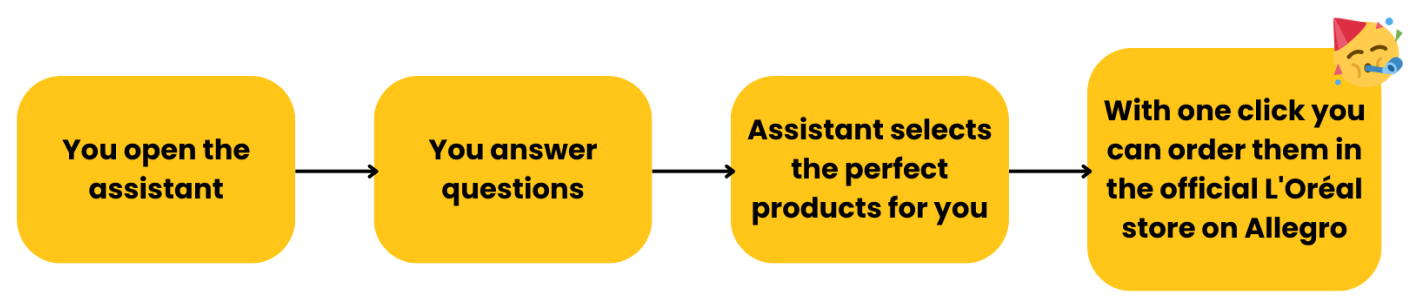 You open the
assistant
You answer
questions
Assistant selects
the perfect
products for you
With one click you
can order them in
the official L'Oréal
store on Allegro